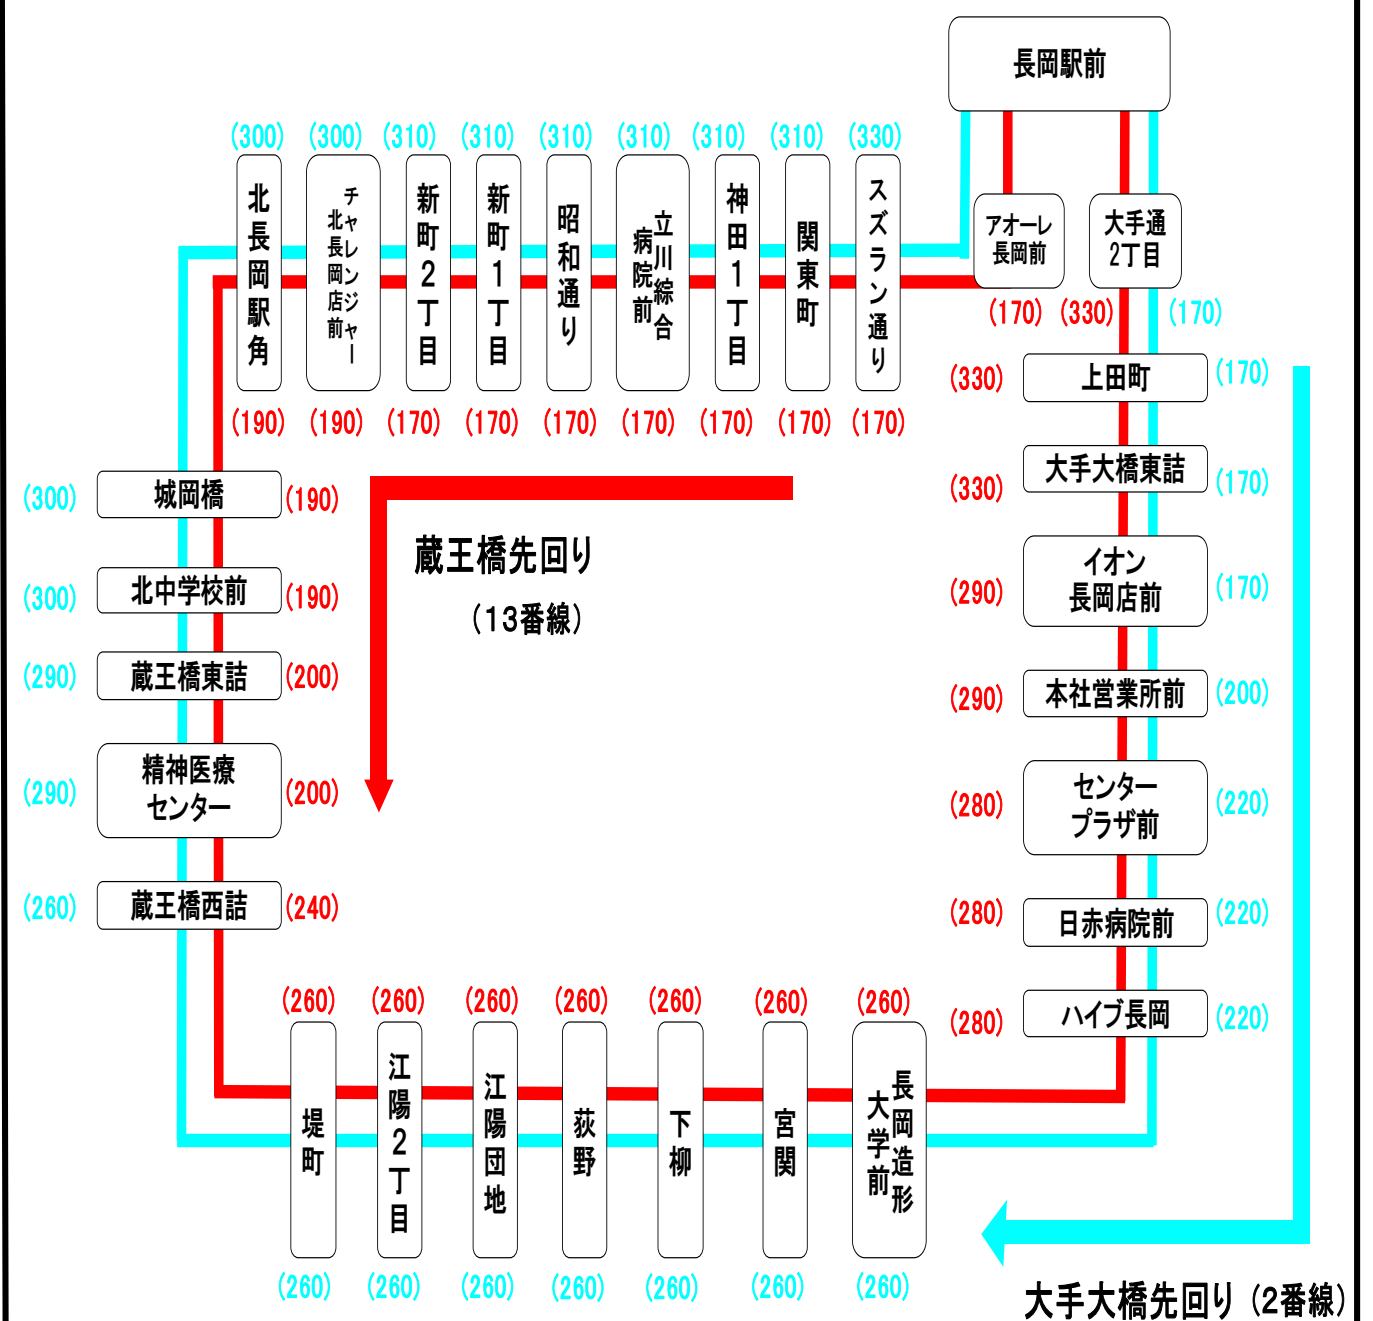 長岡駅前
(300)
(300)
(310)
(310)
(310)
(310)
(310)
(310)
(330)
北長岡駅角
チャレンジャー
北長岡店前
新町2丁目
新町1丁目
昭和通り
立川綜合
病院前
神田1丁目
関東町
スズラン通り
アオーレ
長岡前
大手通
2丁目
(190)
(190)
(170)
(170)
(170)
(170)
(170)
(170)
(170)
(170)
(330)
(170)
(330)
上田町
(170)
(330)
大手大橋東詰
(170)
(290)
イオン
長岡店前
(170)
(290)
本社営業所前
(200)
(280)
センター
プラザ前
(220)
(280)
日赤病院前
(220)
(280)
ハイブ長岡
(220)
(300)
城岡橋
(190)
(300)
北中学校前
(190)
(290)
蔵王橋東詰
(200)
(290)
精神医療
センター
(200)
(260)
蔵王橋西詰
(240)
蔵王橋先回り
(13番線)
(260)
(260)
(260)
(260)
(260)
(260)
(260)
堤町
江陽2丁目
江陽団地
荻野
下柳
宮関
長岡造形
大学前
(260)
(260)
(260)
(260)
(260)
(260)
(260)
大手大橋先回り(2番線)